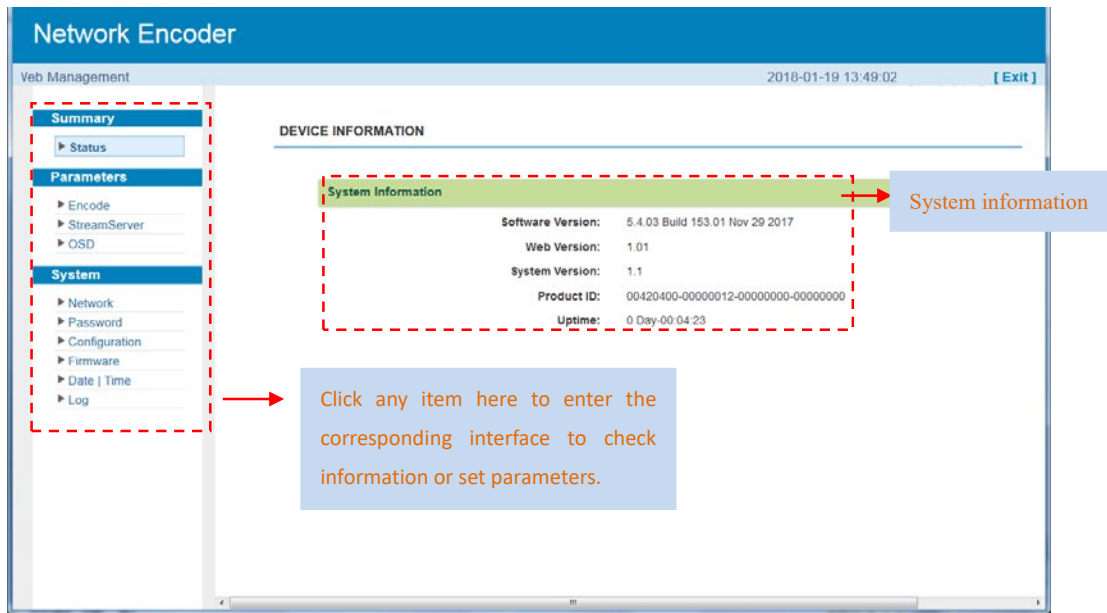 Network Encoder
Veb Management 2018-01-19 13:49:02 [ Exit ]
Summary
Status
Parameters
Encode
StreamServer
OSD
System
Network
Password
Configuration
Firmware
Date | Time
Log
DEVICE INFORMATION
System Information
Software Version: 5.4.03 Build 153.01 Nov 29 2017
Web Version: 1.01
System Version: 1.1
Product ID: 00420400-00000012-00000000-00000000
Uptime: 0 Day-00:04:23
System information
Click any item here to enter the
corresponding interface to check
information or set parameters.